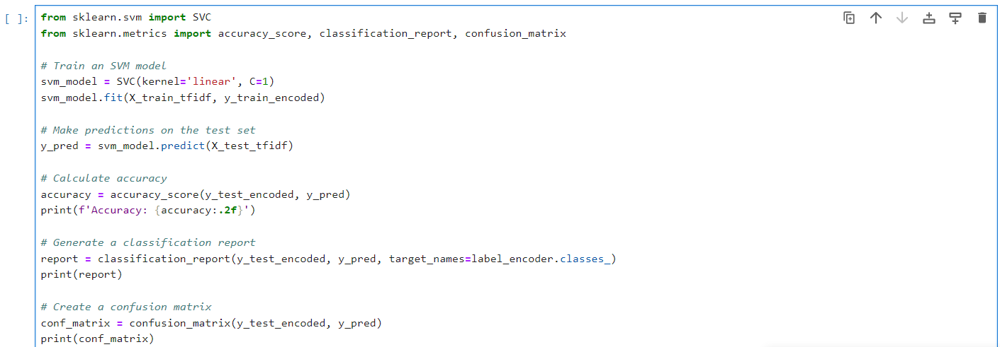 [ ]:
from sklearn.svm import SVC
from sklearn.metrics import accuracy_score, classification_report, confusion_matrix

# Train an SVM model
svm_model = SVC(kernel='linear', C=1)
svm_model.fit(X_train_tfidf, y_train_encoded)

# Make predictions on the test set
y_pred = svm_model.predict(X_test_tfidf)

# Calculate accuracy
accuracy = accuracy_score(y_test_encoded, y_pred)
print(f'Accuracy: {accuracy:.2f}')

# Generate a classification report
report = classification_report(y_test_encoded, y_pred, target_names=label_encoder.classes_)
print(report)

# Create a confusion matrix
conf_matrix = confusion_matrix(y_test_encoded, y_pred)
print(conf_matrix)